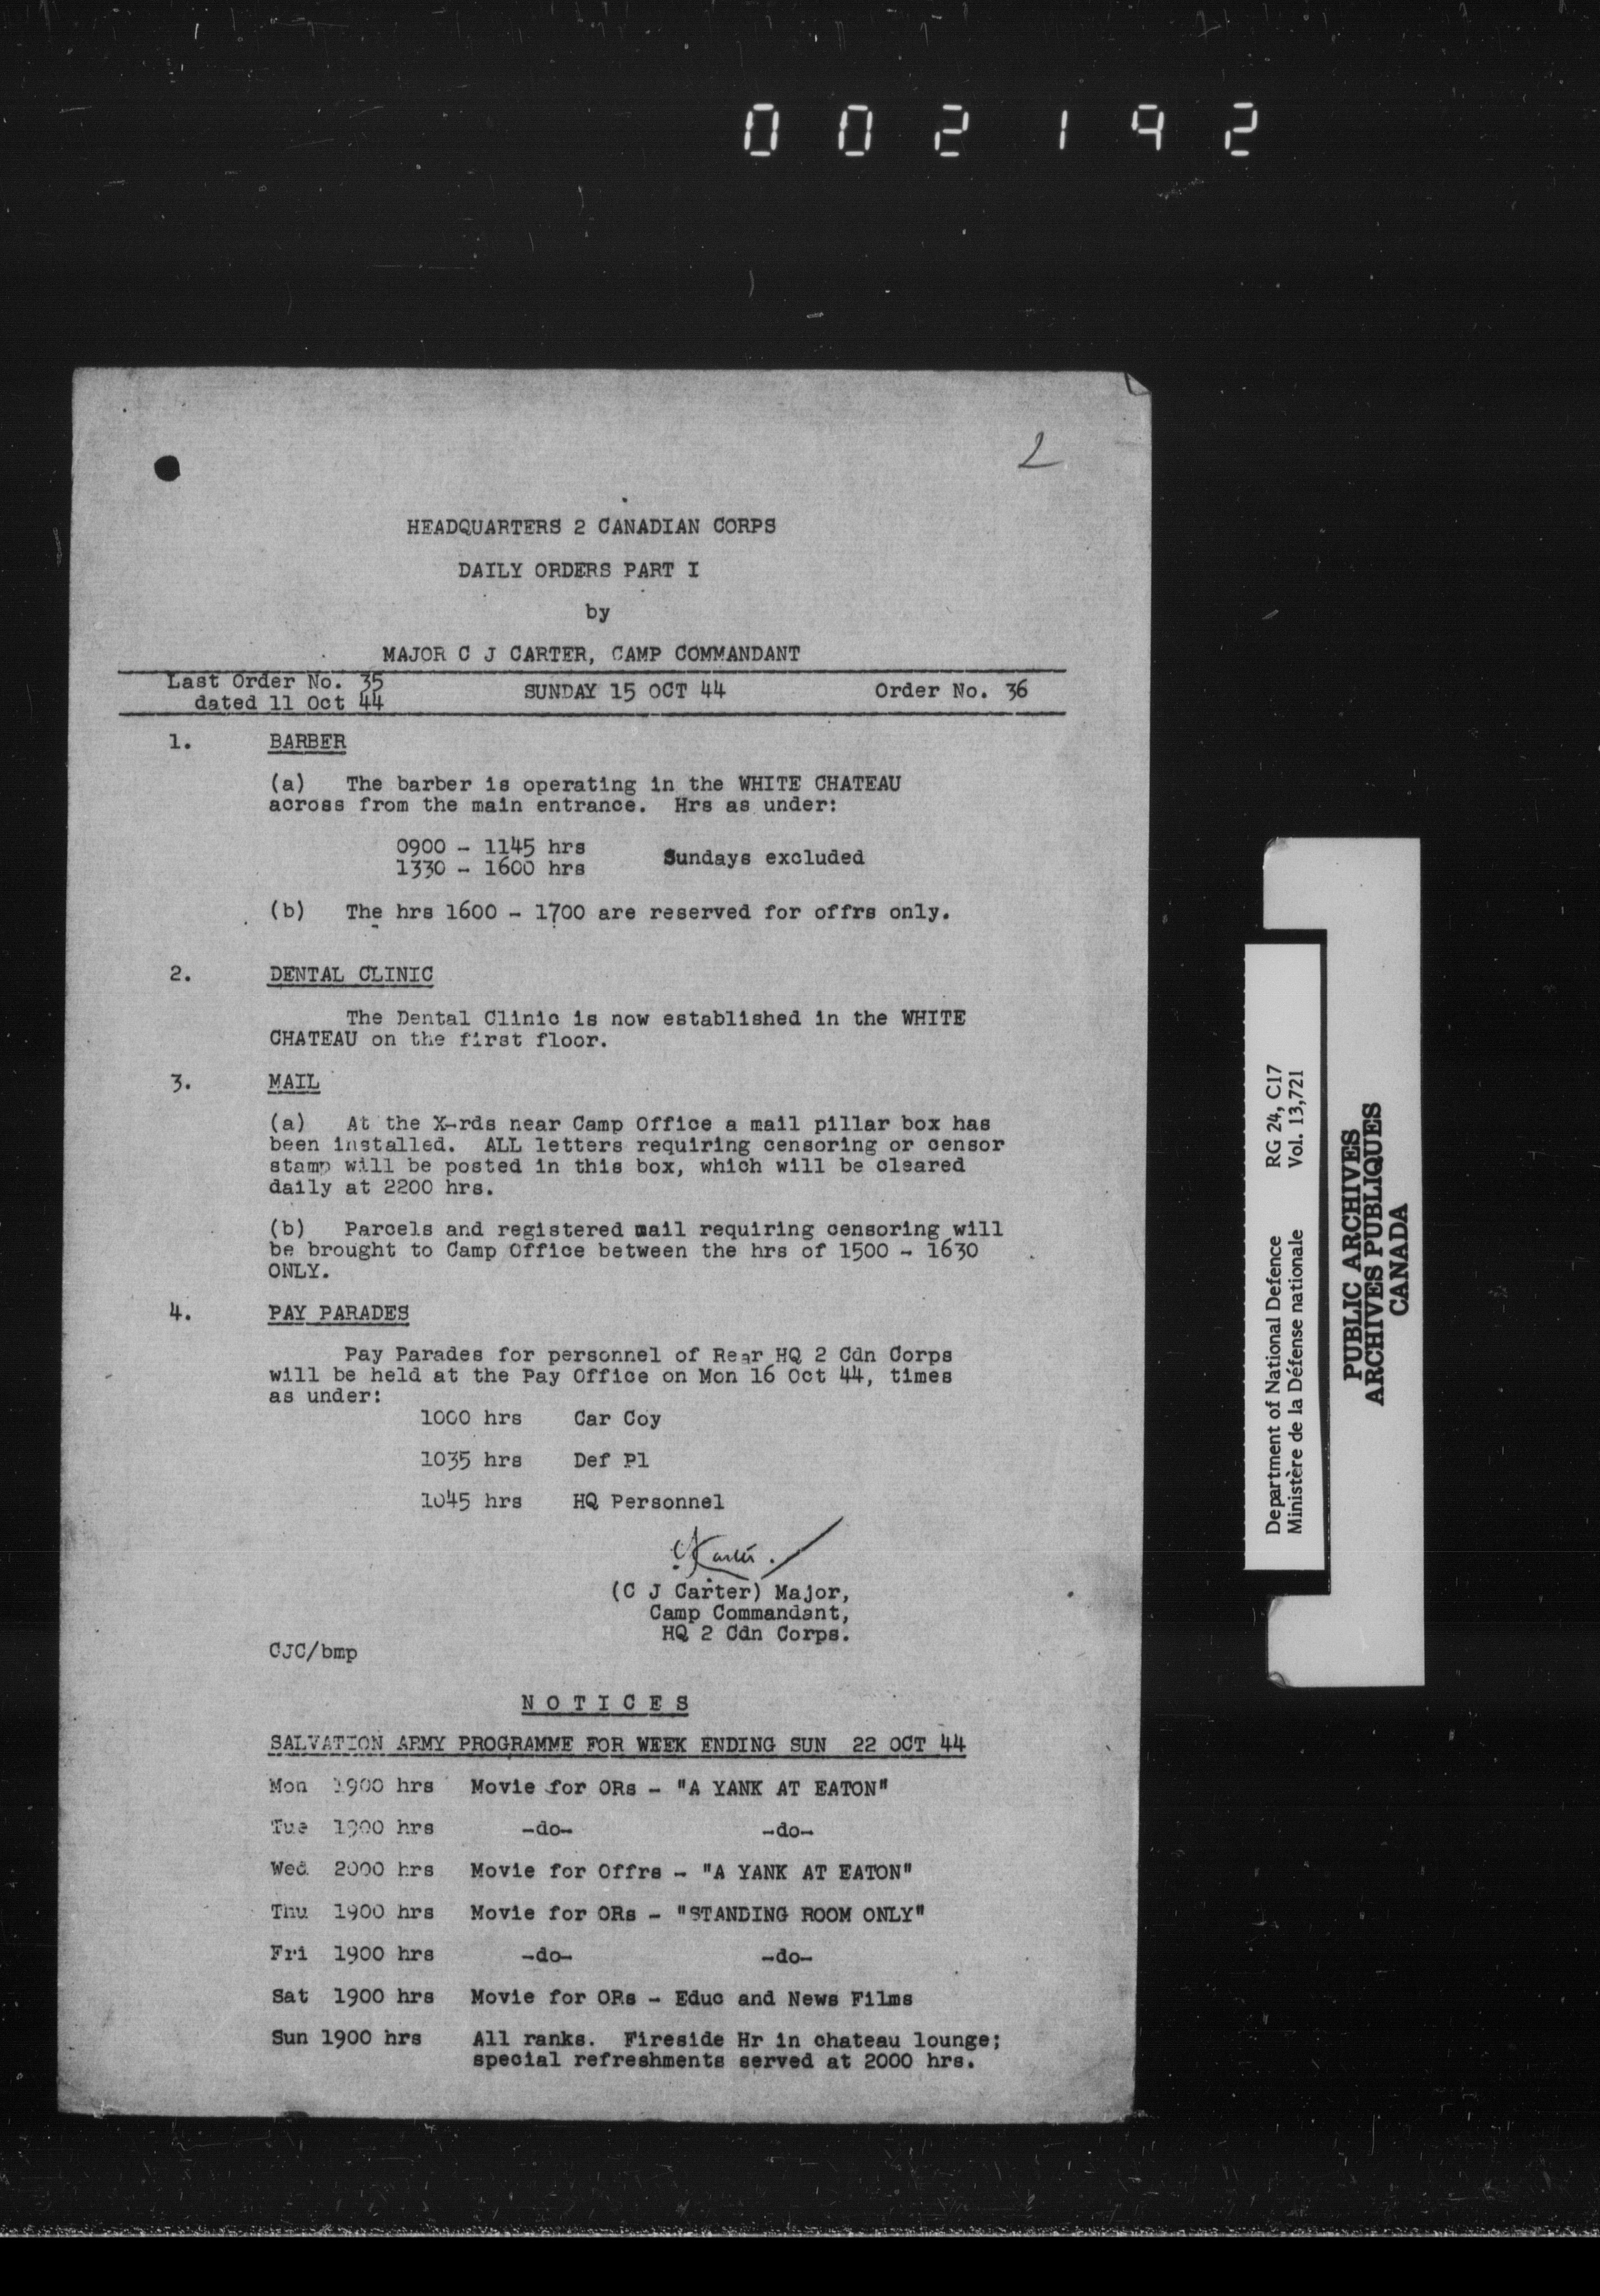 002192
2
HEADQUARTERS 2 CANADIAN CORPS
DAILY ORDERS PART I
by
MAJOR C J CARTER, CAMP COMMANDANT
Last Order No. 35
dated 11 Oct 44
SUNDAY 15 OCT 44
Order No. 36
1. BARBER
(a) The barber is operating in the WHITE CHATEAU
across from the main entrance. Hrs as under:
0900 - 1145 hrs
1330 - 1600 hrs
Sundays excluded
(b) The hrs 1600 - 1700 are reserved for offrs only.
2. DENTAL CLINIC
The Dental Clinic is now established in the WHITE
CHATEAU on the first floor.
3. MAIL
(a) At the X-rds near Camp Office a mail pillar box has
been installed. ALL letters requiring censoring or censor
stamp will be posted in this box, which will be cleared
daily at 2200 hrs.
(b) Parcels and registered mail requiring censoring will
be brought to Camp Office between the hrs of 1500 - 1630
ONLY.
4. PAY PARADES
Pay Parades for personnel of Rear HQ 2 Cdn Corps
will be held at the Pay Office on Mon 16 Oct 44, times
as under:
1000 hrs Car Coy
1035 hrs Def Pl
1045 hrs HQ Personnel
CJCarter.
(C J Carter) Major,
Camp Commandant,
HQ 2 Cdn Corps.
CJC/bmp
N O T I C E S
SALVATION ARMY PROGRAMME FOR WEEK ENDING SUN 22 OCT 44
Mon 1900 hrs Movie for ORs - "A YANK AT EATON"
Tue 1900 hrs -do- -do-
Wed 2000 hrs Movie for Offrs - "A YANK AT EATON"
Thu 1900 hrs Movie for ORs - "STANDING ROOM ONLY"
Fri 1900 hrs -do- -do-
Sat 1900 hrs Movie for ORs - Educ and News Films
Sun 1900 hrs All ranks. Fireside Hr in chateau lounge;
special refreshments served at 2000 hrs.
Department of National Defence RG 24, C17
Ministère de la Défense nationale Vol. 13,721
PUBLIC ARCHIVES
ARCHIVES PUBLIQUES
CANADA